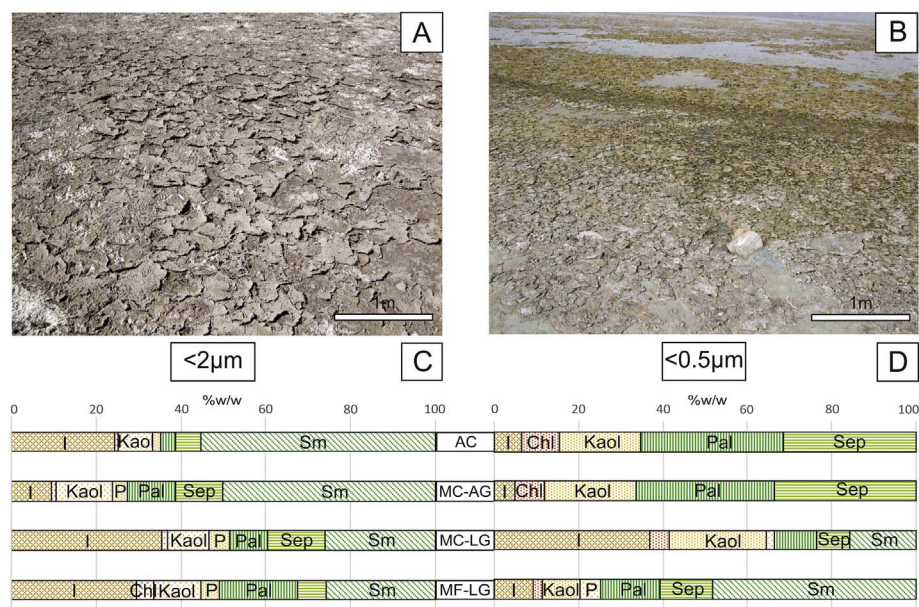 A
B
1m
1m
<2µm
C
<0.5µm
D
%w/w
%w/w
0 20 40 60 80 100
0 20 40 60 80 100
I Kaol Sm
AC
I Chl Kaol Pal Sep
I Kaol P Pal Sep Sm
MC-AG
I Chl Kaol Pal Sep
I Kaol P Pal Sep Sm
MC-LG
I Kaol Sep Sm
I Chl Kaol P Pal Sm
MF-LG
I Kaol P Pal Sep Sm